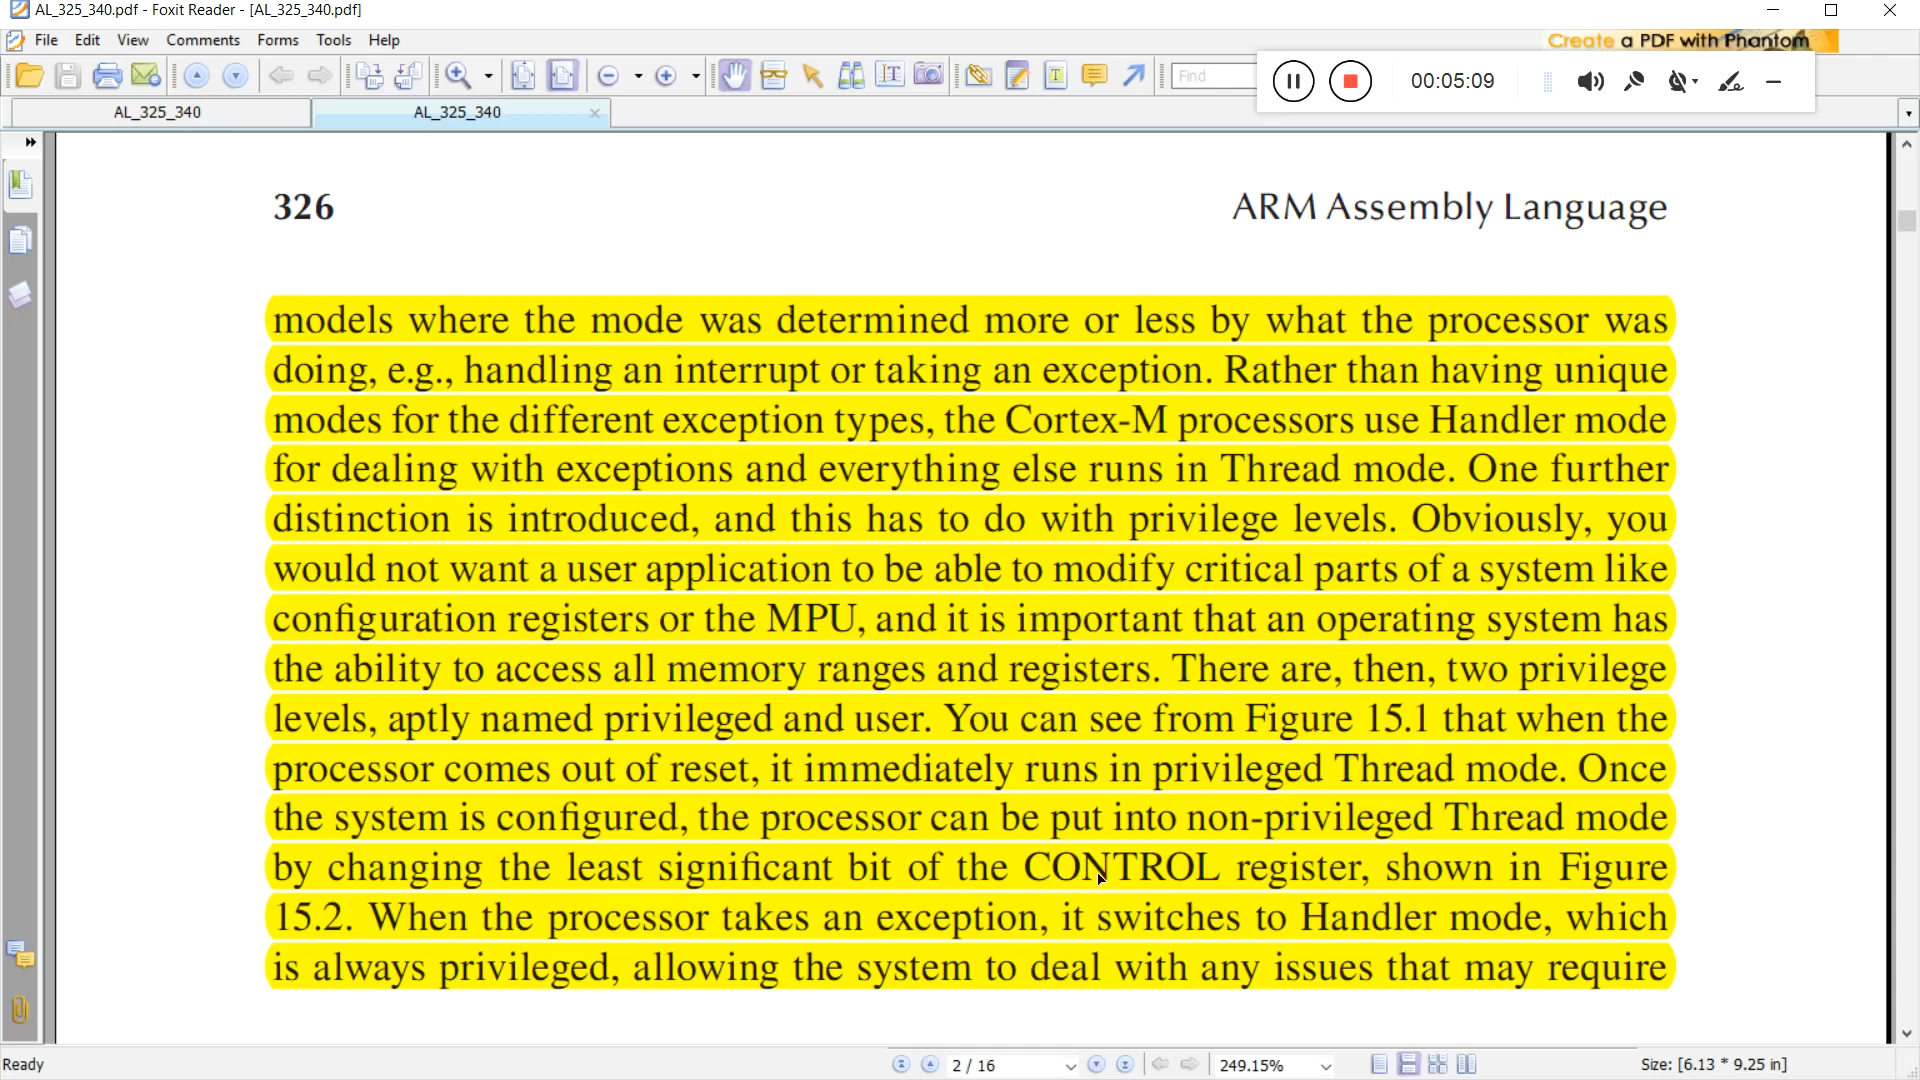 AL_325_340.pdf - Foxit Reader - [AL_325_340.pdf]
File Edit View Comments Forms Tools Help
Create a PDF with Phantom
Find
00:05:09
AL_325_340
AL_325_340
326
ARM Assembly Language
models where the mode was determined more or less by what the processor was
doing, e.g., handling an interrupt or taking an exception. Rather than having unique
modes for the different exception types, the Cortex-M processors use Handler mode
for dealing with exceptions and everything else runs in Thread mode. One further
distinction is introduced, and this has to do with privilege levels. Obviously, you
would not want a user application to be able to modify critical parts of a system like
configuration registers or the MPU, and it is important that an operating system has
the ability to access all memory ranges and registers. There are, then, two privilege
levels, aptly named privileged and user. You can see from Figure 15.1 that when the
processor comes out of reset, it immediately runs in privileged Thread mode. Once
the system is configured, the processor can be put into non-privileged Thread mode
by changing the least significant bit of the CONTROL register, shown in Figure
15.2. When the processor takes an exception, it switches to Handler mode, which
is always privileged, allowing the system to deal with any issues that may require
Ready
2 / 16
249.15%
Size: [6.13 * 9.25 in]